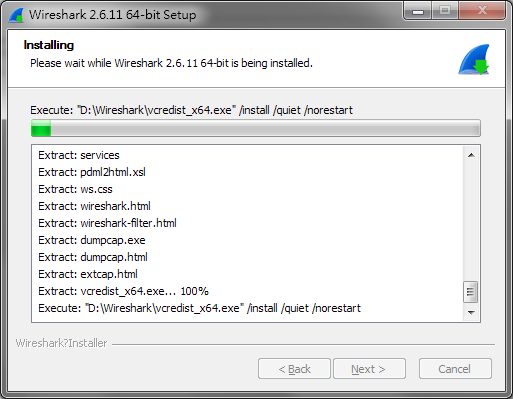 Wireshark 2.6.11 64-bit Setup
Installing
Please wait while Wireshark 2.6.11 64-bit is being installed.
Execute: "D:\Wireshark\vcredist_x64.exe" /install /quiet /norestart
Extract: services
Extract: pdml2html.xsl
Extract: ws.css
Extract: wireshark.html
Extract: wireshark-filter.html
Extract: dumpcap.exe
Extract: dumpcap.html
Extract: extcap.html
Extract: vcredist_x64.exe... 100%
Execute: "D:\Wireshark\vcredist_x64.exe" /install /quiet /norestart
Wireshark?Installer
< Back
Next >
Cancel